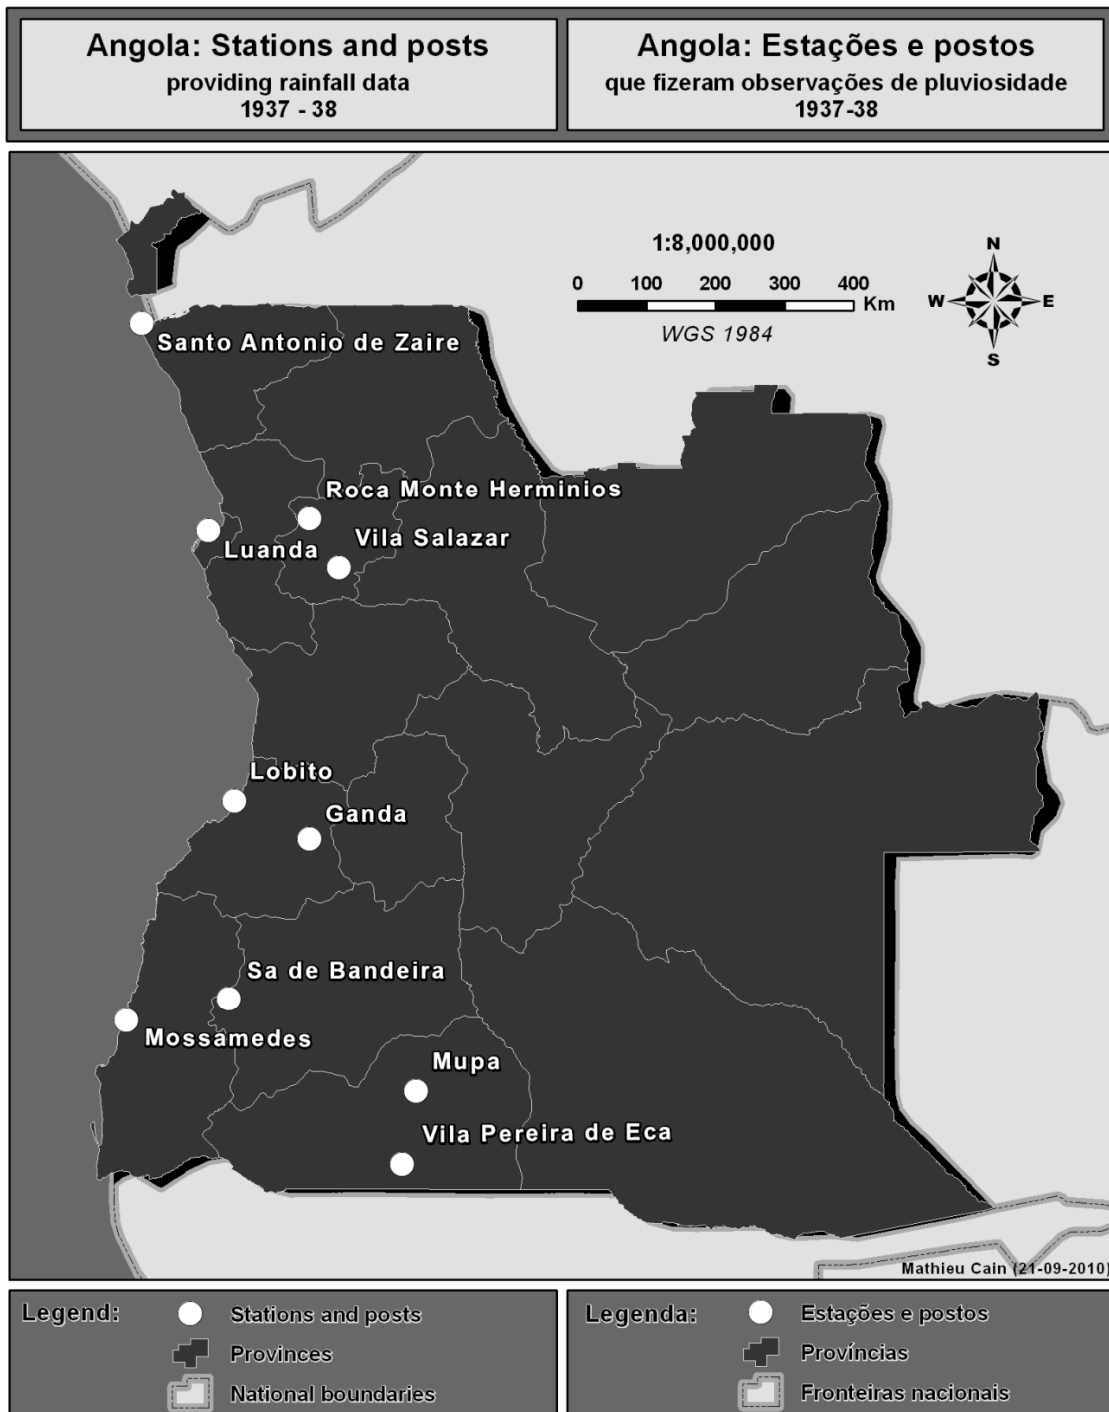 Angola: Stations and posts
providing rainfall data
1937 - 38
Angola: Estações e postos
que fizeram observações de pluviosidade
1937-38
1:8,000,000
0 100 200 300 400 Km
WGS 1984
N
W E
S
Santo Antonio de Zaire
Roca Monte Herminios
Luanda
Vila Salazar
Lobito
Ganda
Sa de Bandeira
Mossamedes
Mupa
Vila Pereira de Eca
Mathieu Cain (21-09-2010)
Legend:
Stations and posts
Provinces
National boundaries
Legenda:
Estações e postos
Províncias
Fronteiras nacionais